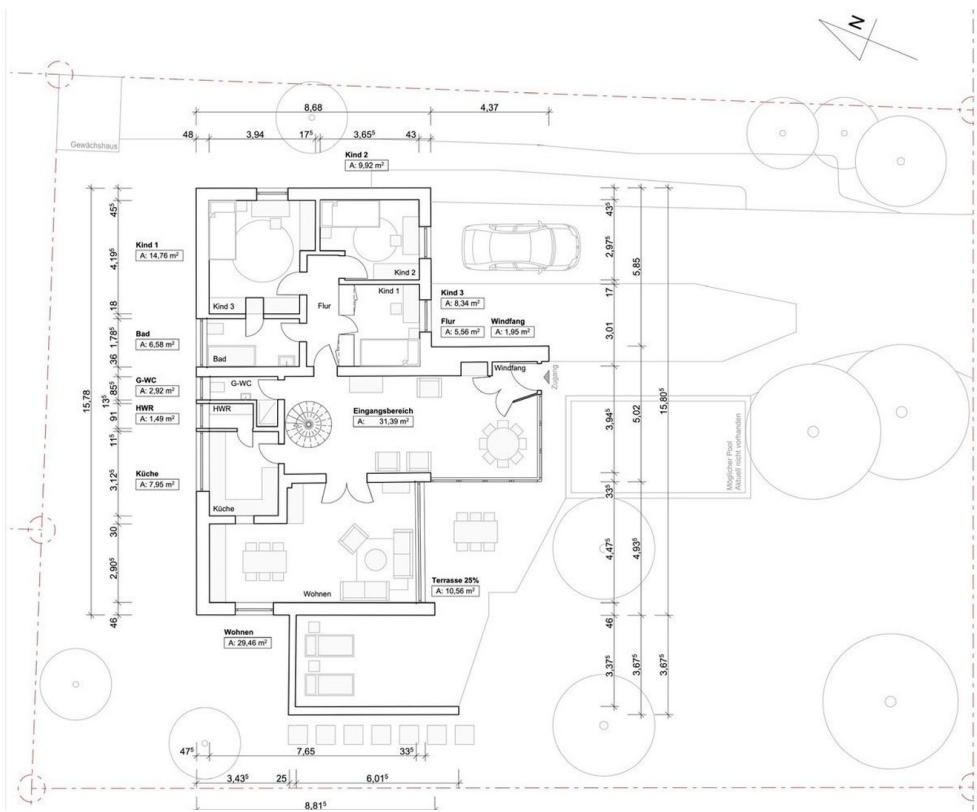 N
8,68
4,37
48
3,94
17⁵
3,65⁵
43
Gewächshaus
Kind 2
A: 9,92 m²
45⁵
4,19⁵
18
1,78⁵
36
85⁵
13⁵
91
11⁵
3,12⁵
30
2,90⁵
46
15,78
Kind 1
A: 14,76 m²
Bad
A: 6,58 m²
G-WC
A: 2,92 m²
HWR
A: 1,49 m²
Küche
A: 7,95 m²
Kind 2
Kind 1
Kind 3
Flur
Bad
G-WC
HWR
Küche
Wohnen
Kind 3
A: 8,34 m²
Flur
A: 5,56 m²
Windfang
A: 1,95 m²
Windfang
Zugang
Eingangsbereich
A: 31,39 m²
Möglicher Pool
Aktuell nicht vorhanden
Terrasse 25%
A: 10,56 m²
Wohnen
A: 29,46 m²
43⁵
2,97⁵
17
3,01
3,94⁵
33⁵
4,47⁵
46
3,37⁵
5,85
5,02
4,93⁵
3,67⁵
15,80⁵
3,67⁵
47⁵
7,65
33⁵
3,43⁵
25
6,01⁵
8,81⁵